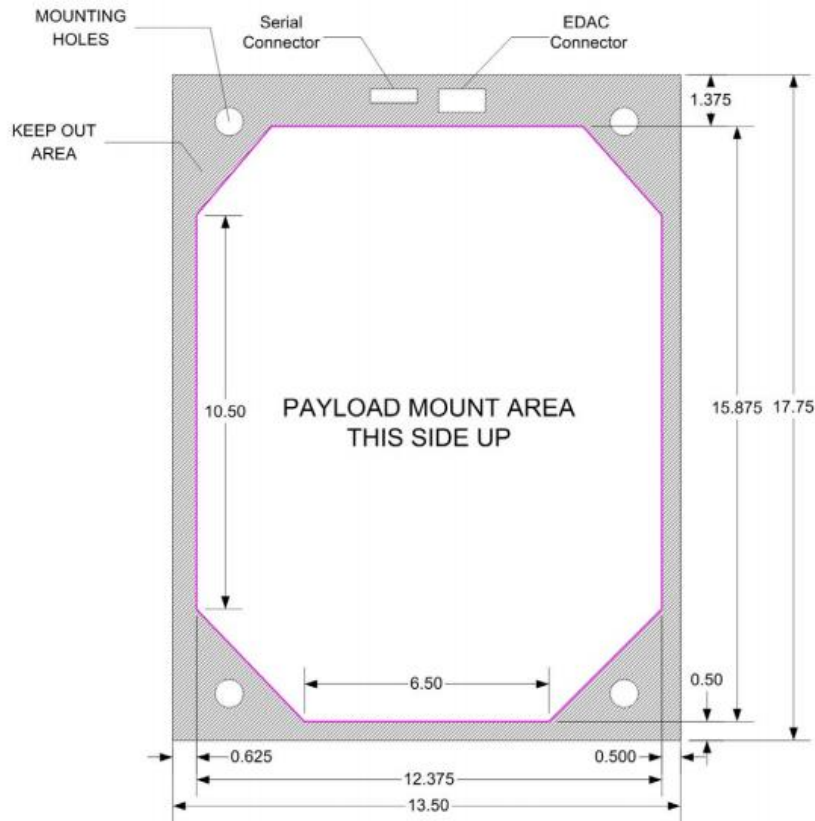 MOUNTING
HOLES
Serial
Connector
EDAC
Connector
1.375
KEEP OUT
AREA
10.50
PAYLOAD MOUNT AREA
THIS SIDE UP
15.875
17.75
6.50
0.50
0.625
0.500
12.375
13.50